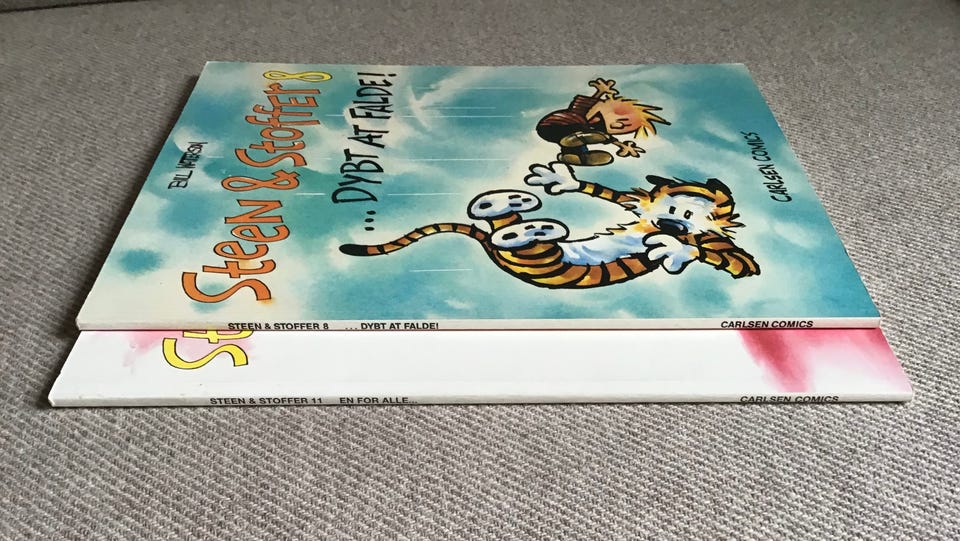 BILL WATTERSON
Steen & Stoffer 8
...DYBT AT FALDE!
CARLSEN COMICS
STEEN & STOFFER 8 ...DYBT AT FALDE! CARLSEN COMICS
St
STEEN & STOFFER 11 EN FOR ALLE... CARLSEN COMICS